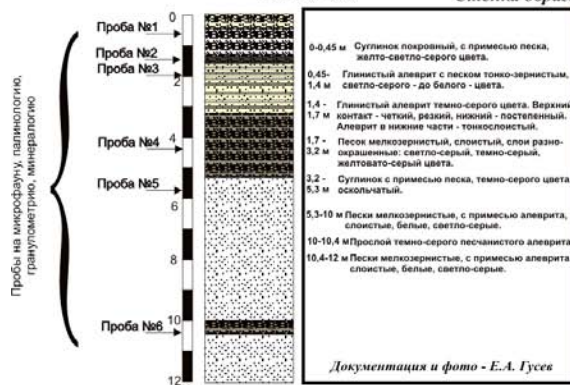 Стенка
Проба №1
Проба №2
Проба №3
Проба №4
Проба №5
Проба №6
Пробы на микрофауну, палинологию,
гранулометрию, минералогию
0
2
4
6
8
10
12
0-0,45 м Суглинок покровный, с примесью песка,
желто-светло-серого цвета.
0,45- Глинистый алеврит с песком тонко-зернистым,
1,4 м светло-серого - до белого - цвета.
1,4 - Глинистый алеврит темно-серого цвета. Верхний
1,7 м контакт - четкий, резкий, нижний - постепенный.
Алеврит в нижние части - тонкослоистый.
1,7 - Песок мелкозернистый, слоистый, слои разно-
3,2 м окрашенные: светло-серый, темно-серый,
желтовато-серый цвета.
3,2 - Суглинок с примесью песка, темно-серого цвета,
5,3 м оскольчатый.
5,3-10 м Пески мелкозернистые, с примесью алеврита,
слоистые, белые, светло-серые.
10-10,4 м Прослой темно-серого песчанистого алеврита.
10,4-12 м Пески мелкозернистые, с примесью алеврита,
слоистые, белые, светло-серые.
Документация и фото - Е.А. Гусев